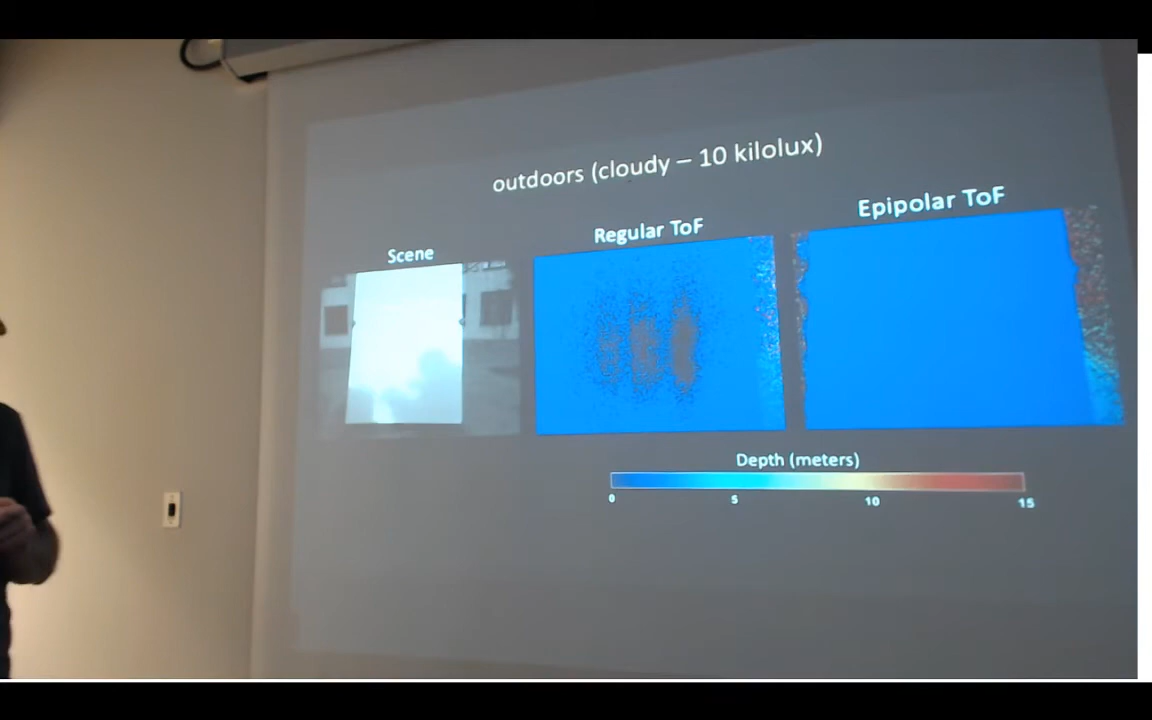 outdoors (cloudy – 10 kilolux)
Scene
Regular ToF
Epipolar ToF
Depth (meters)
0 5 10 15